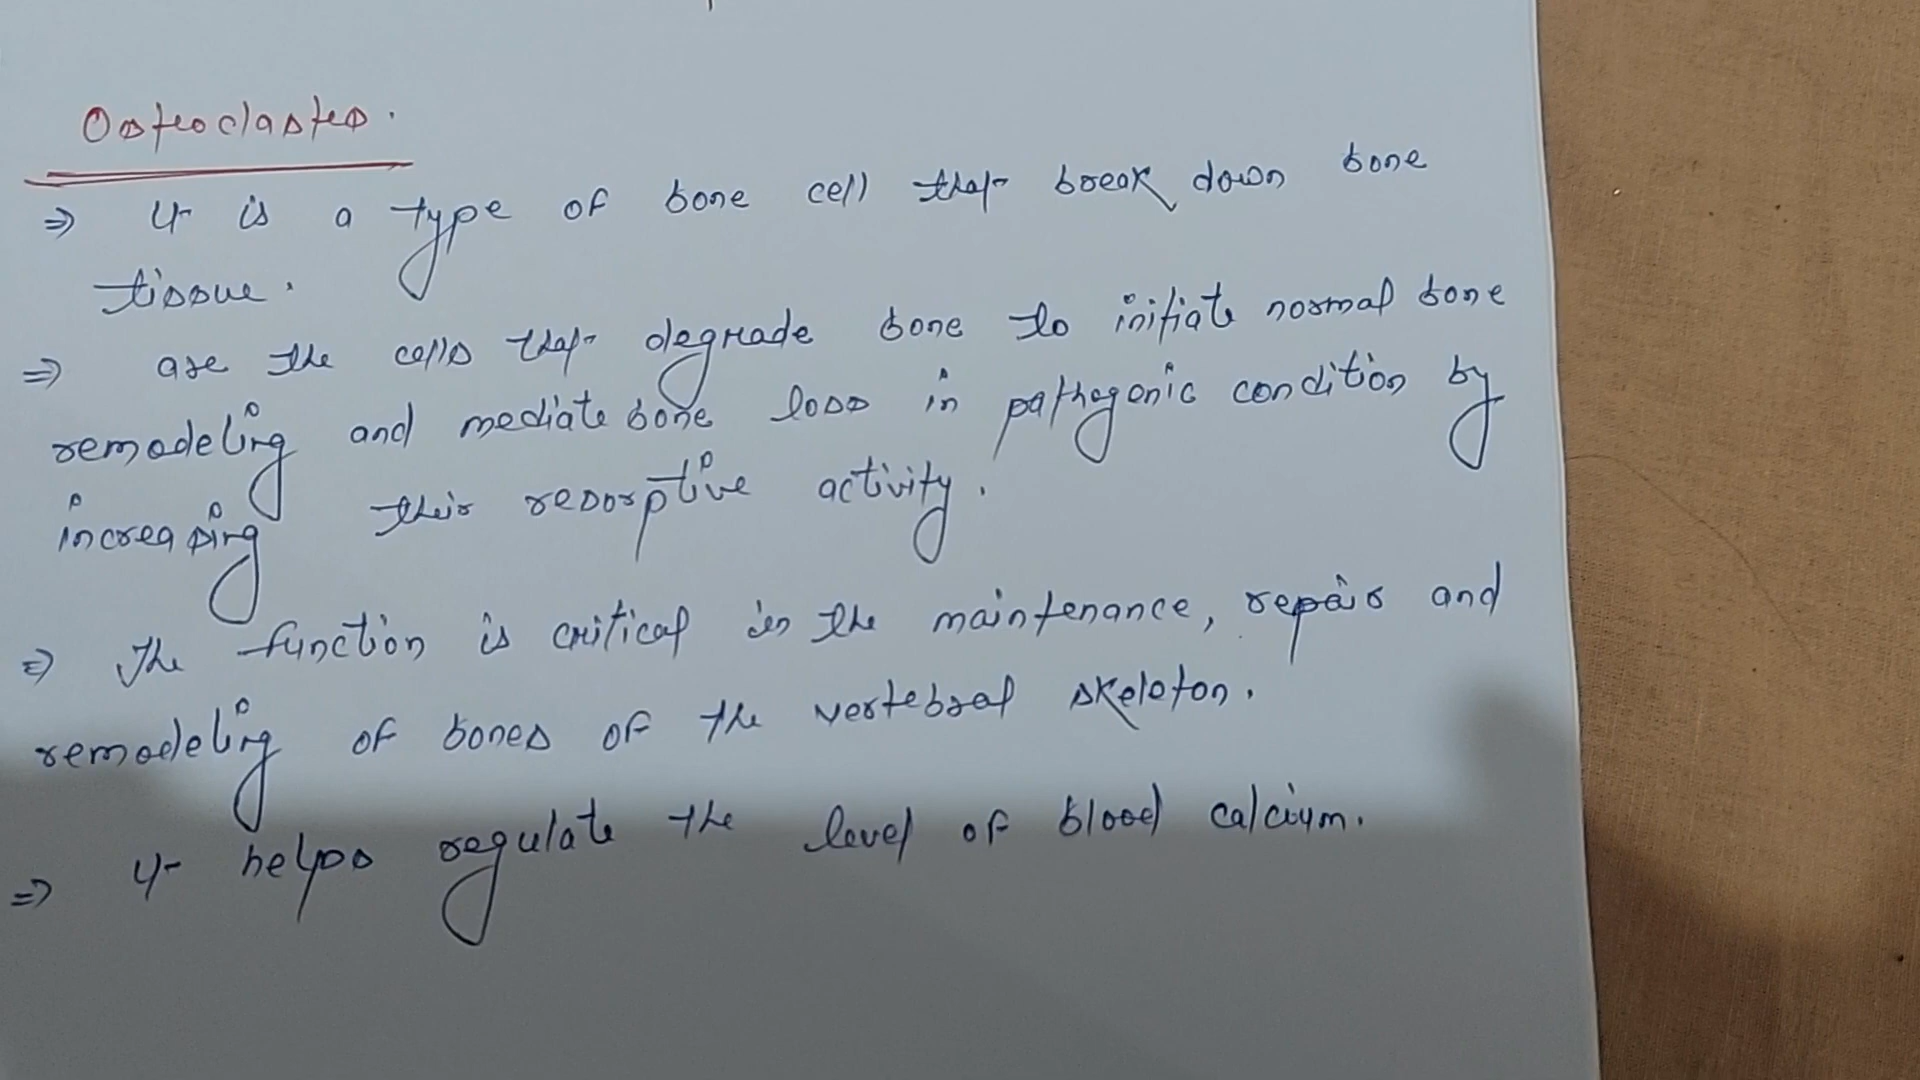 Osteoclastes.
⇒ It is a type of bone cell that break down bone
tissue.
⇒ are the cells that degrade bone to initiate normal bone
remodeling and mediate bone loss in pathogenic condition by
increasing their resorptive activity.
⇒ The function is critical in the maintenance, repair and
remodeling of bones of the vertebral skeleton.
⇒ It helps regulate the level of blood calcium.